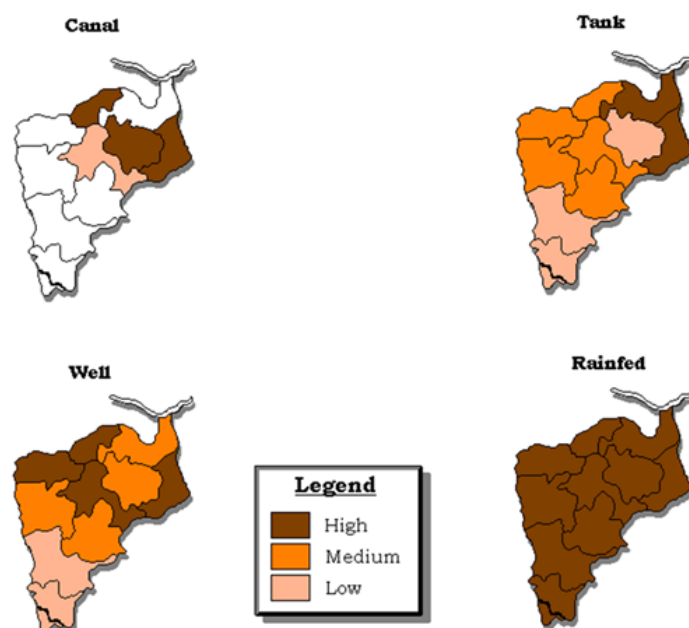 Canal
Tank
Well
Rainfed
Legend
High
Medium
Low